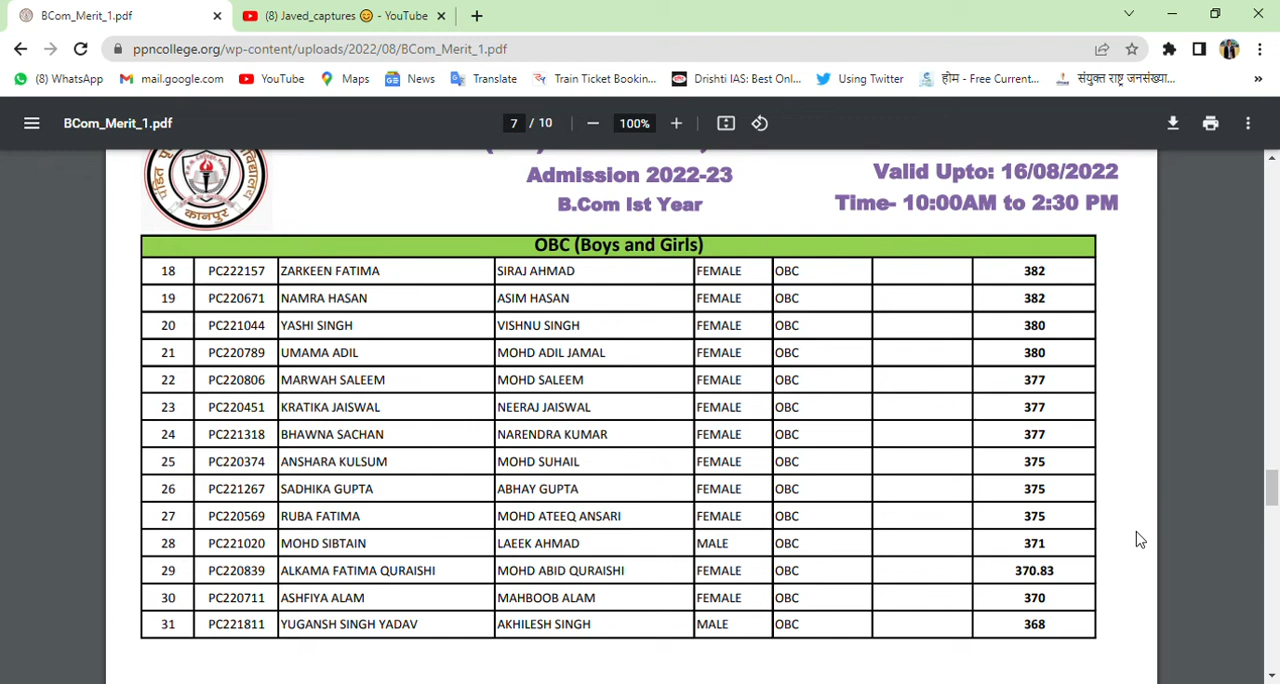 BCom_Merit_1.pdf
(8) Javed_captures 😊 - YouTube
ppncollege.org/wp-content/uploads/2022/08/BCom_Merit_1.pdf
(8) WhatsApp mail.google.com YouTube Maps News Translate Train Ticket Bookin... Drishti IAS: Best Onl... Using Twitter होम - Free Current... संयुक्त राष्ट्र जनसंख्या... »
BCom_Merit_1.pdf 7 / 10 100%
कानपुर
Admission 2022-23
B.Com Ist Year
Valid Upto: 16/08/2022
Time- 10:00AM to 2:30 PM
OBC (Boys and Girls)
18 PC222157 ZARKEEN FATIMA SIRAJ AHMAD FEMALE OBC 382
19 PC220671 NAMRA HASAN ASIM HASAN FEMALE OBC 382
20 PC221044 YASHI SINGH VISHNU SINGH FEMALE OBC 380
21 PC220789 UMAMA ADIL MOHD ADIL JAMAL FEMALE OBC 380
22 PC220806 MARWAH SALEEM MOHD SALEEM FEMALE OBC 377
23 PC220451 KRATIKA JAISWAL NEERAJ JAISWAL FEMALE OBC 377
24 PC221318 BHAWNA SACHAN NARENDRA KUMAR FEMALE OBC 377
25 PC220374 ANSHARA KULSUM MOHD SUHAIL FEMALE OBC 375
26 PC221267 SADHIKA GUPTA ABHAY GUPTA FEMALE OBC 375
27 PC220569 RUBA FATIMA MOHD ATEEQ ANSARI FEMALE OBC 375
28 PC221020 MOHD SIBTAIN LAEEK AHMAD MALE OBC 371
29 PC220839 ALKAMA FATIMA QURAISHI MOHD ABID QURAISHI FEMALE OBC 370.83
30 PC220711 ASHFIYA ALAM MAHBOOB ALAM FEMALE OBC 370
31 PC221811 YUGANSH SINGH YADAV AKHILESH SINGH MALE OBC 368